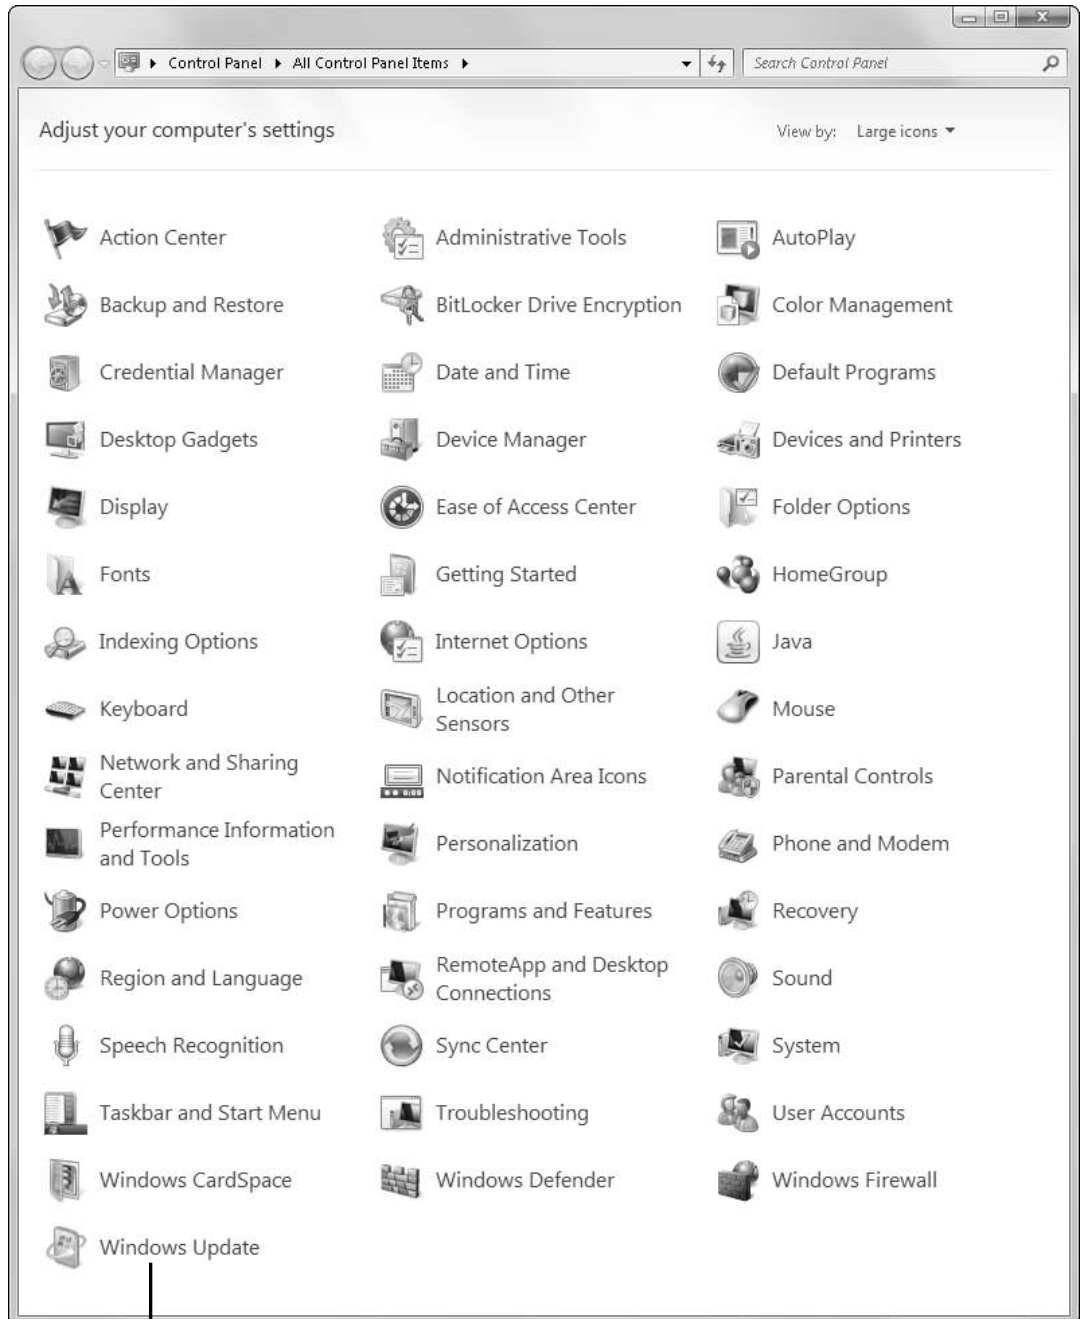 Control Panel ▸ All Control Panel Items ▸
Search Control Panel
Adjust your computer's settings
View by: Large icons
Action Center
Administrative Tools
AutoPlay
Backup and Restore
BitLocker Drive Encryption
Color Management
Credential Manager
Date and Time
Default Programs
Desktop Gadgets
Device Manager
Devices and Printers
Display
Ease of Access Center
Folder Options
Fonts
Getting Started
HomeGroup
Indexing Options
Internet Options
Java
Keyboard
Location and Other
Sensors
Mouse
Network and Sharing
Center
Notification Area Icons
Parental Controls
Performance Information
and Tools
Personalization
Phone and Modem
Power Options
Programs and Features
Recovery
Region and Language
RemoteApp and Desktop
Connections
Sound
Speech Recognition
Sync Center
System
Taskbar and Start Menu
Troubleshooting
User Accounts
Windows CardSpace
Windows Defender
Windows Firewall
Windows Update